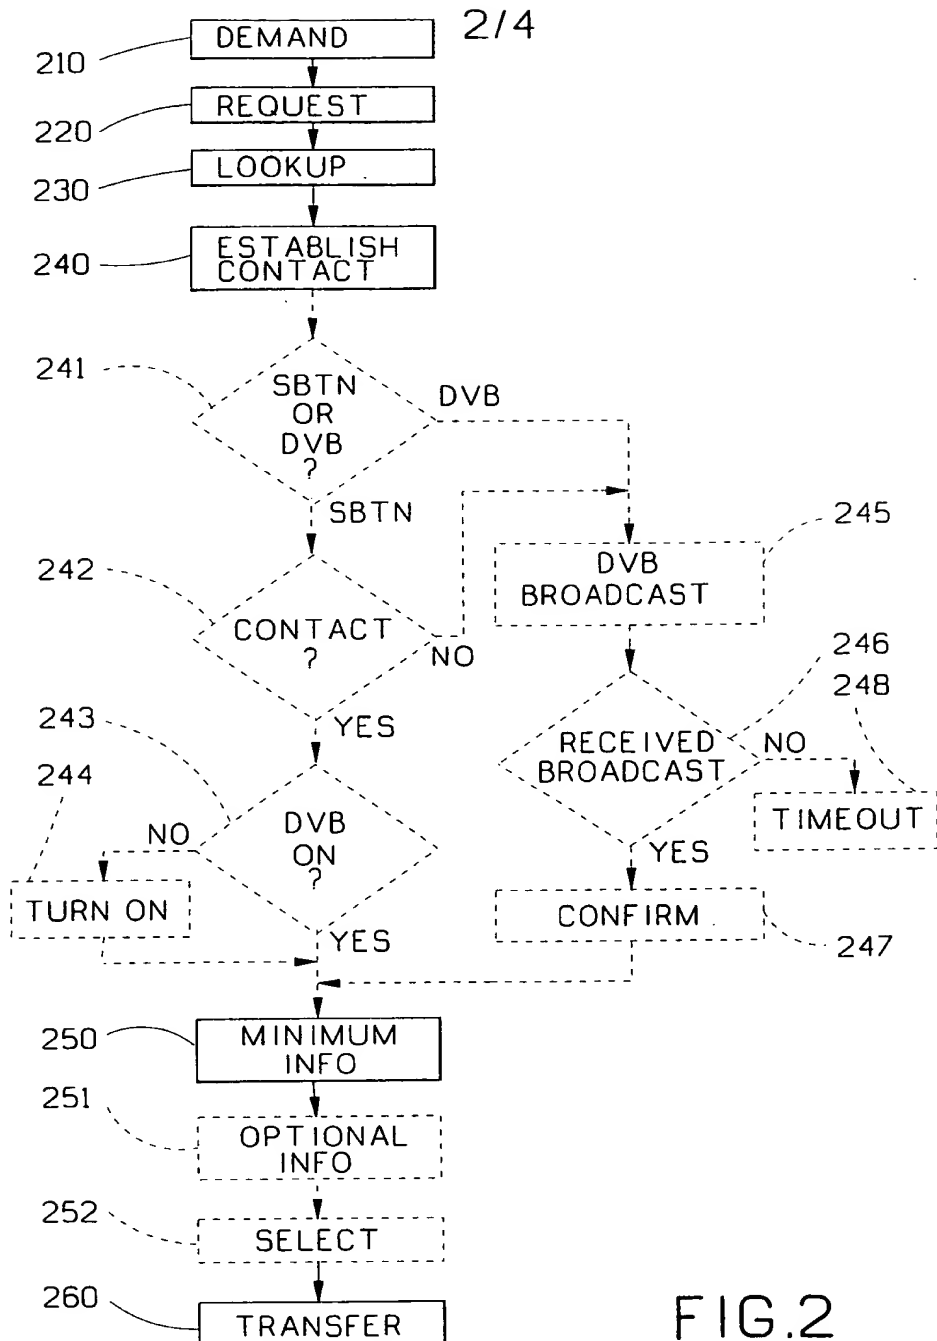 2/4
DEMAND
210
REQUEST
220
LOOKUP
230
ESTABLISH
CONTACT
240
241
SBTN
OR
DVB
?
DVB
SBTN
245
DVB
BROADCAST
242
CONTACT
?
NO
246
248
YES
243
RECEIVED
BROADCAST
NO
244
TIMEOUT
NO
DVB
ON
?
YES
TURN ON
CONFIRM
YES
247
250
MINIMUM
INFO
251
OPTIONAL
INFO
252
SELECT
260
TRANSFER
FIG.2